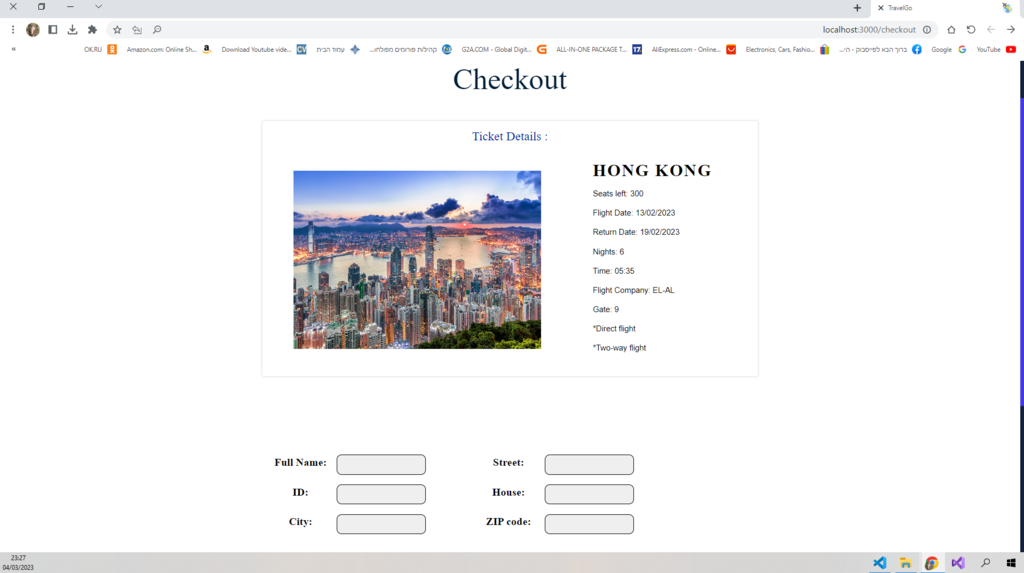 TravelGo
localhost:3000/checkout
« OK.RU Amazon.com: Online Sh... Download Youtube vide... CV עמוד הבית קהילות פורומים מומלות... G2A.COM - Global Digit... ALL-IN-ONE PACKAGE T... 17. AliExpress.com - Online... Electronics, Cars, Fashio... ברוך הבא לפייסבוק - הי... Google YouTube
Checkout
Ticket Details :
HONG KONG
Seats left: 300
Flight Date: 13/02/2023
Return Date: 19/02/2023
Nights: 6
Time: 05:35
Flight Company: EL-AL
Gate: 9
*Direct flight
*Two-way flight
Full Name:
Street:
ID:
House:
City:
ZIP code:
23:27
04/03/2023